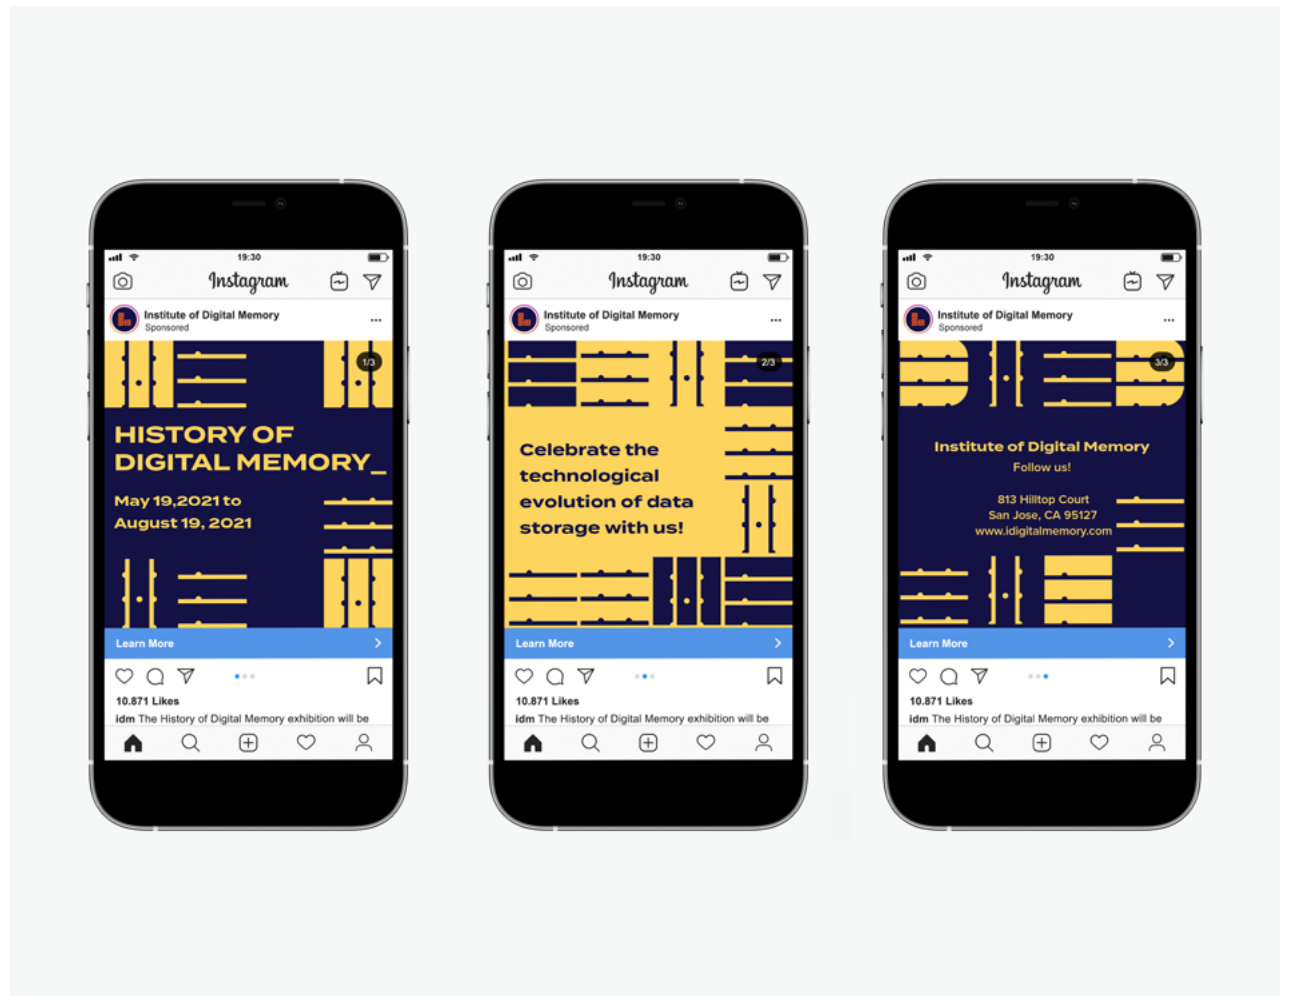 19:30
Instagram
Institute of Digital Memory
Sponsored
1/3
HISTORY OF
DIGITAL MEMORY_
May 19,2021 to
August 19, 2021
Learn More
10.871 Likes
idm The History of Digital Memory exhibition will be
19:30
Instagram
Institute of Digital Memory
Sponsored
2/3
Celebrate the
technological
evolution of data
storage with us!
Learn More
10.871 Likes
idm The History of Digital Memory exhibition will be
19:30
Instagram
Institute of Digital Memory
Sponsored
3/3
Institute of Digital Memory
Follow us!
813 Hilltop Court
San Jose, CA 95127
www.idigitalmemory.com
Learn More
10.871 Likes
idm The History of Digital Memory exhibition will be